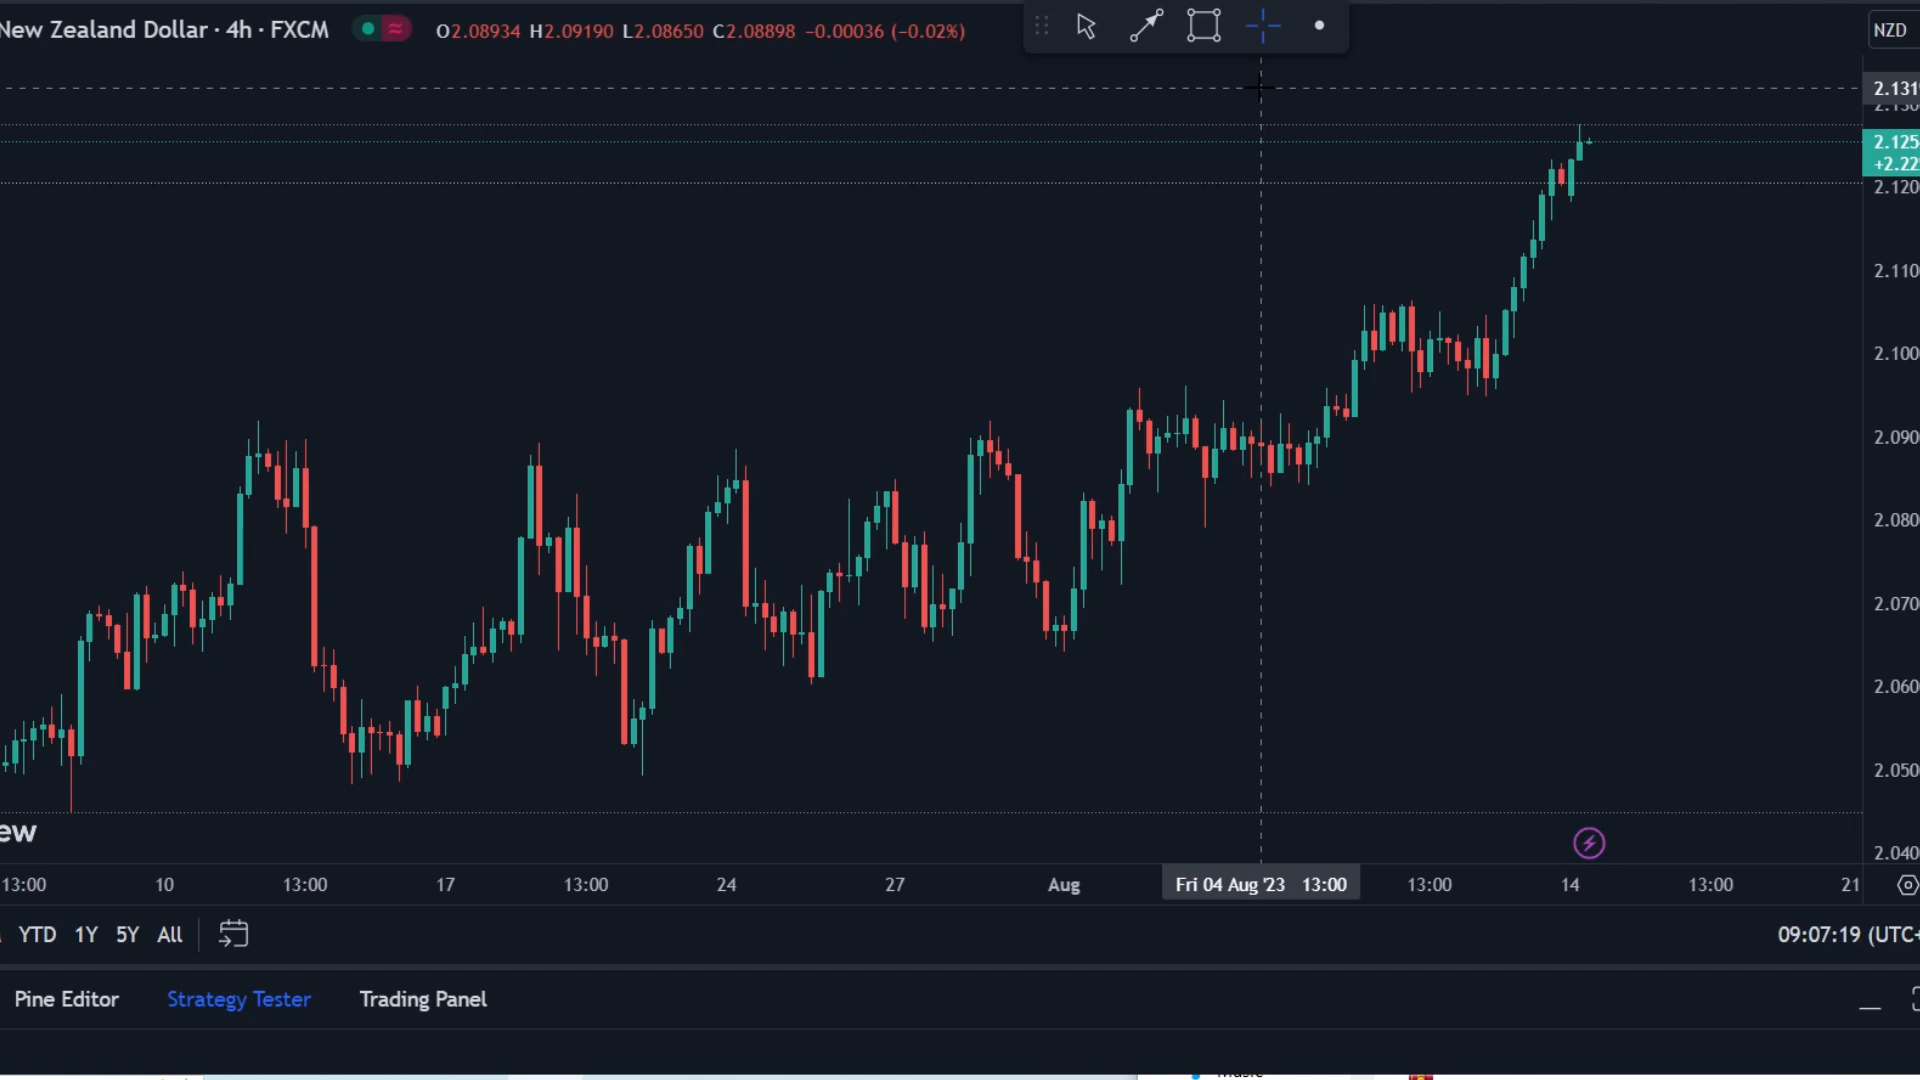 New Zealand Dollar · 4h · FXCM
O2.08934 H2.09190 L2.08650 C2.08898 −0.00036 (−0.02%)
NZD
2.131
2.125
+2.22
2.120
2.110
2.100
2.090
2.080
2.070
2.060
2.050
2.040
ew
13:00 10 13:00 17 13:00 24 27 Aug Fri 04 Aug '23 13:00 13:00 14 13:00 21
YTD 1Y 5Y All
09:07:19 (UTC+
Pine Editor Strategy Tester Trading Panel